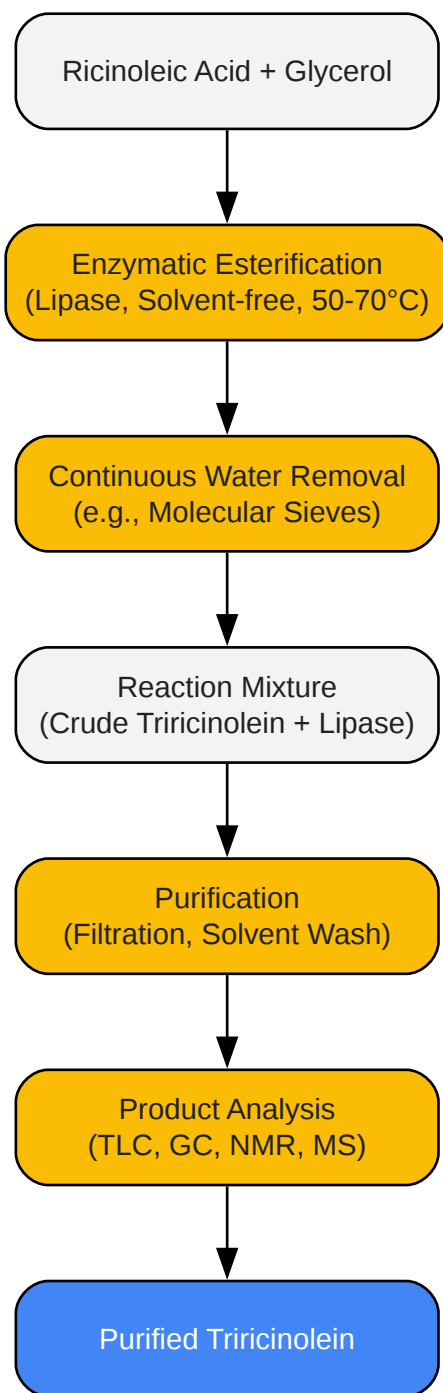 Ricinoleic Acid + Glycerol
Enzymatic Esterification
(Lipase, Solvent-free, 50-70°C)
Continuous Water Removal
(e.g., Molecular Sieves)
Reaction Mixture
(Crude Triricinolein + Lipase)
Purification
(Filtration, Solvent Wash)
Product Analysis
(TLC, GC, NMR, MS)
Purified Triricinolein